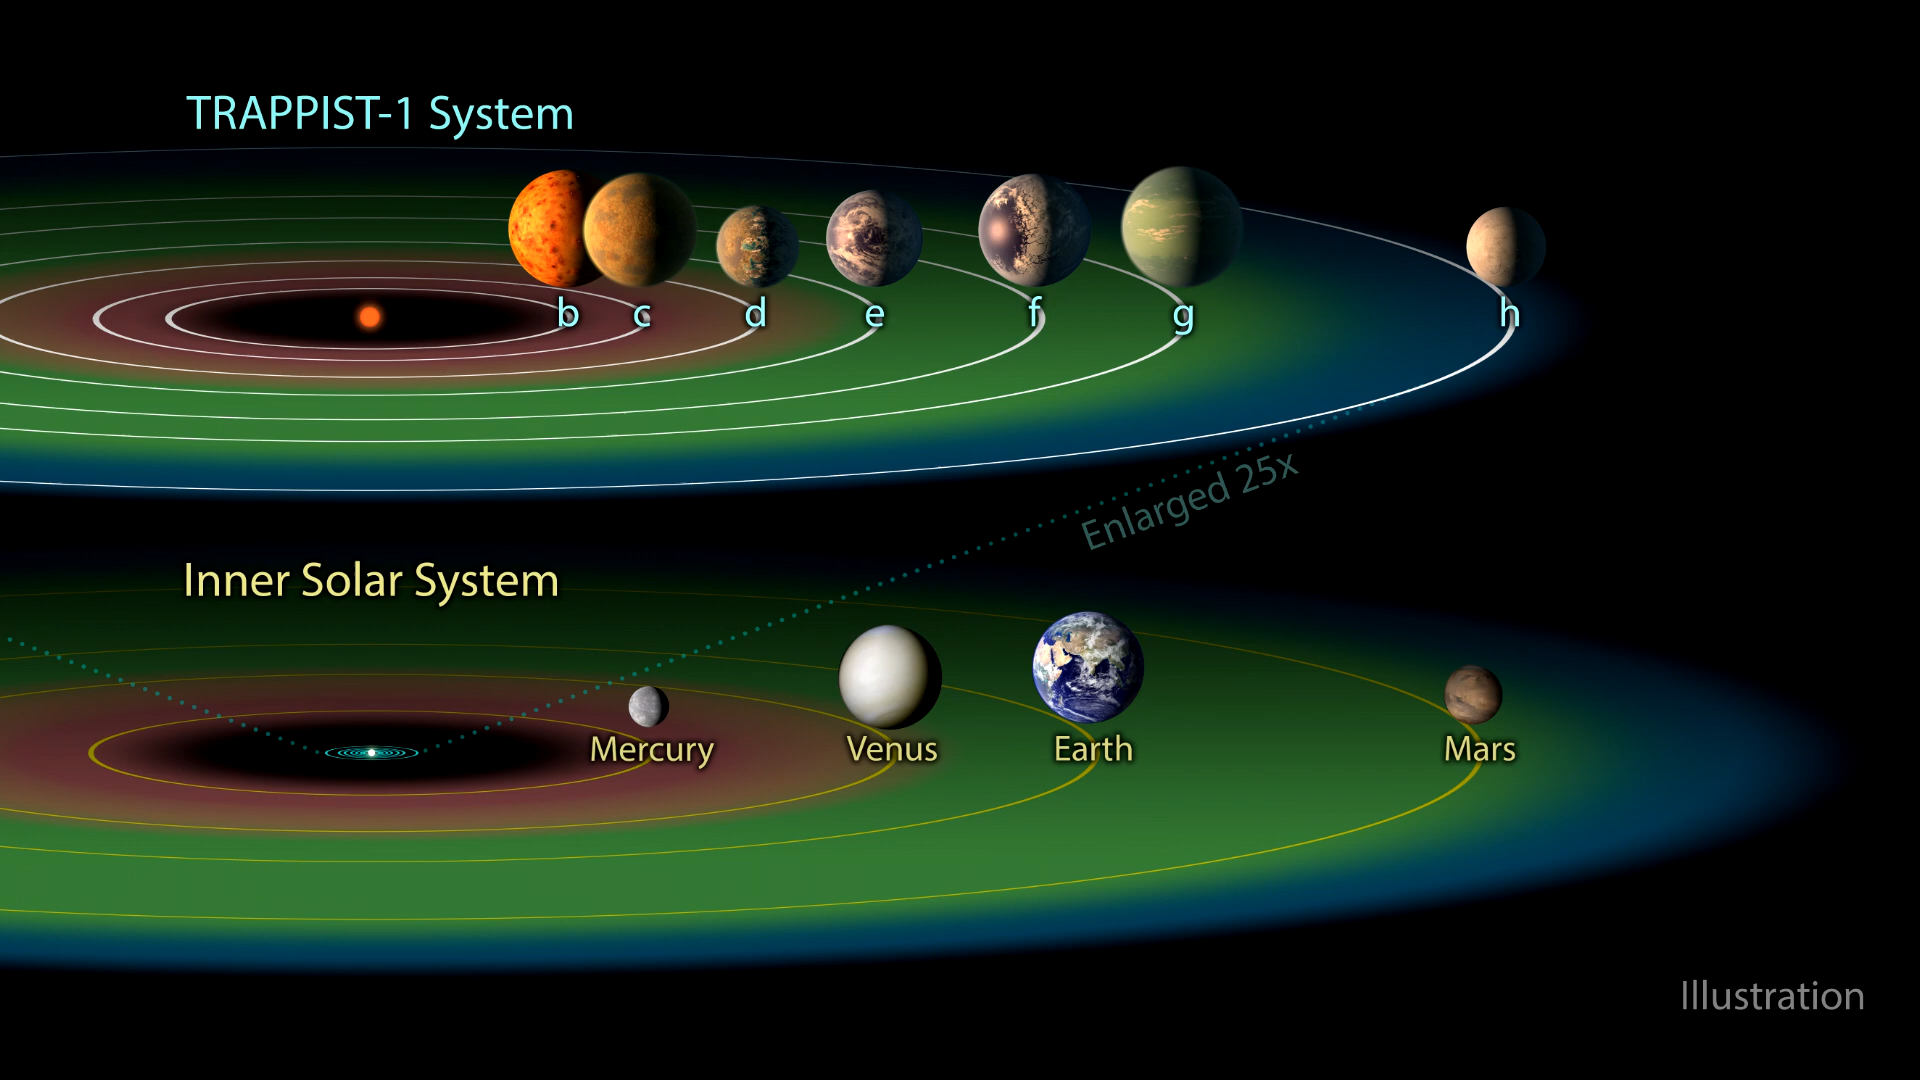 TRAPPIST-1 System
b c d e f g h
Enlarged 25x
Inner Solar System
Mercury Venus Earth Mars
Illustration